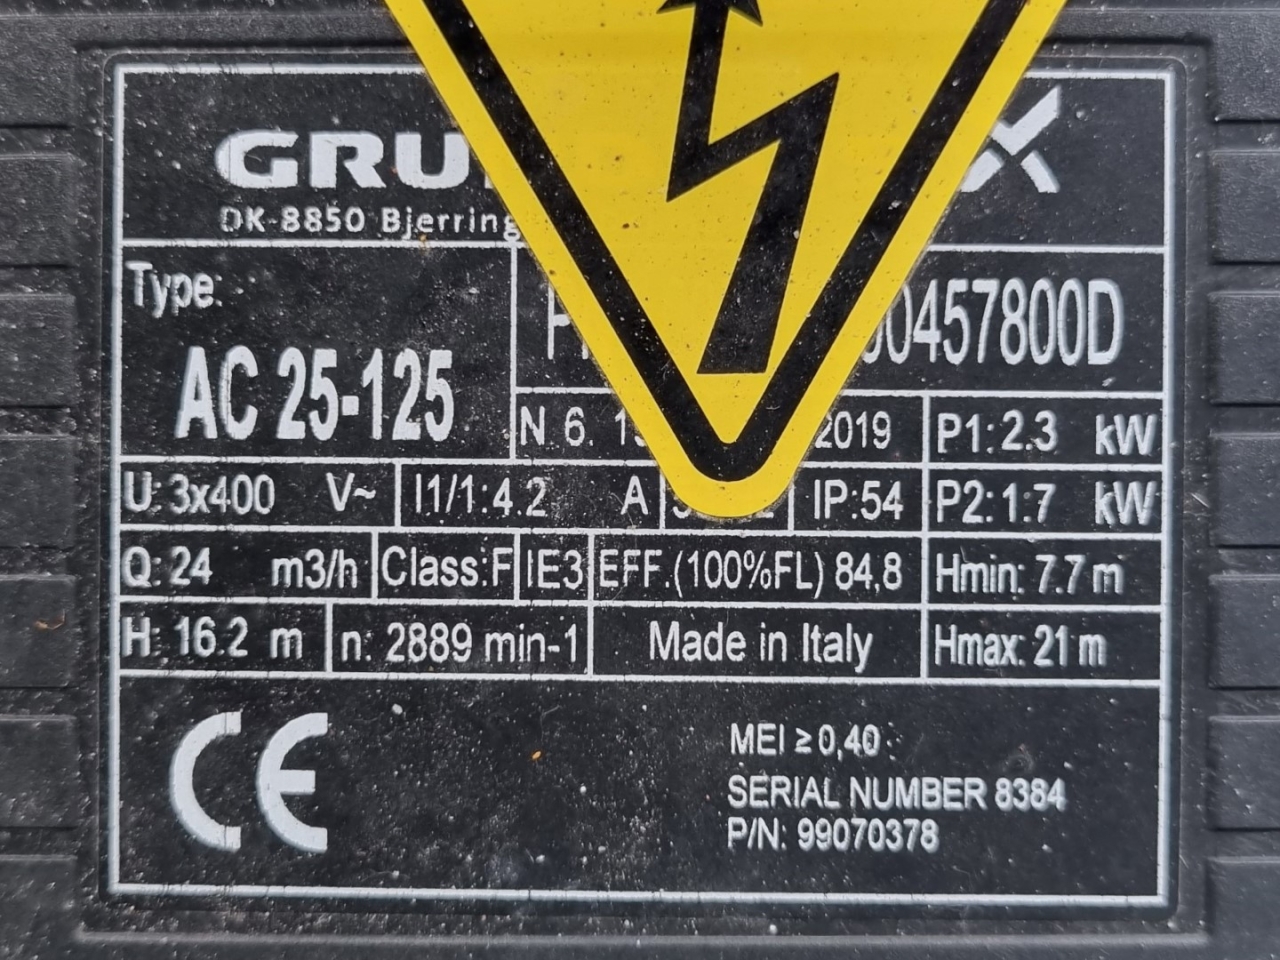 GRU X
DK-8850 Bjerring
Type:
AC 25-125
00457800D
N. 6. 2019
P1: 2.3 kW
U: 3x400 V~
I1/1: 4.2 A
IP:54
P2: 1:7 kW
Q: 24 m3/h
Class:F
IE3
EFF.(100%FL) 84,8
Hmin: 7.7 m
H: 16.2 m
n: 2889 min-1
Made in Italy
Hmax: 21 m
CE
MEI ≥ 0,40
SERIAL NUMBER 8384
P/N: 99070378